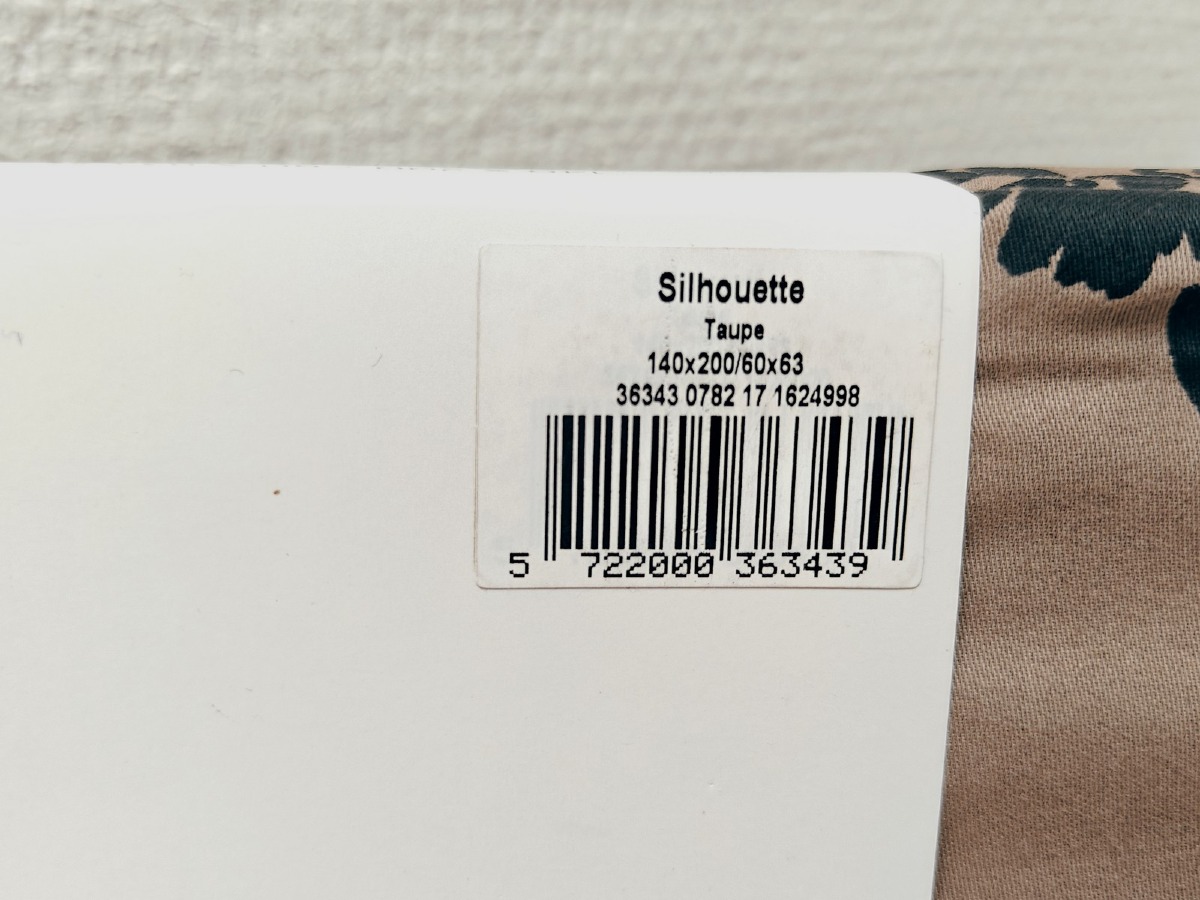 Silhouette
Taupe
140x200/60x63
36343 0782 17 1624998
5 722000 363439